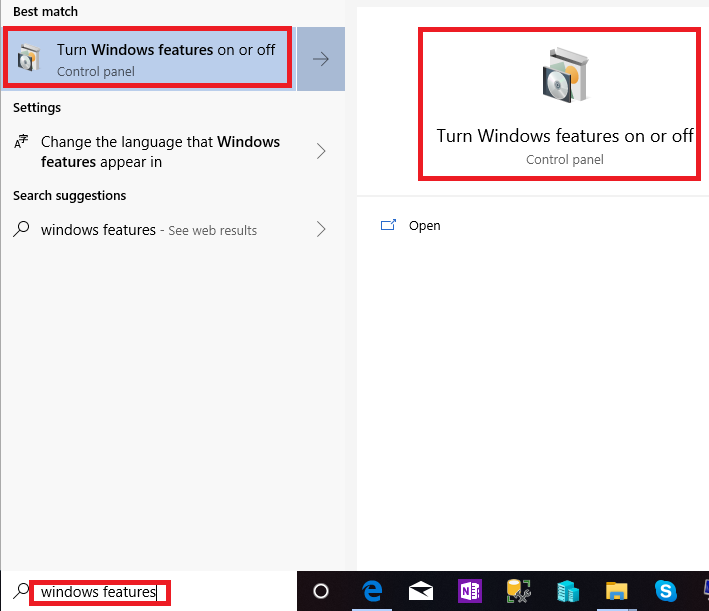 Best match
Turn Windows features on or off
Control panel
Settings
Change the language that Windows
features appear in
Search suggestions
windows features - See web results
windows features
Turn Windows features on or off
Control panel
Open